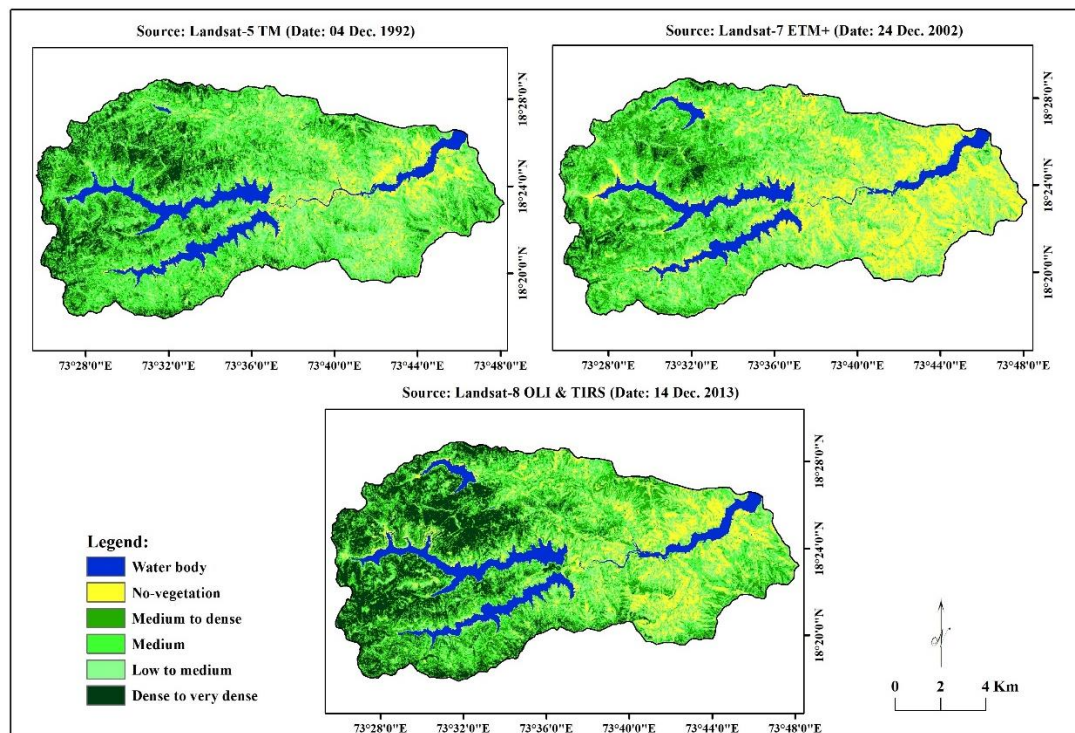 Source: Landsat-5 TM (Date: 04 Dec. 1992)
18°28'0"N
18°24'0"N
18°20'0"N
73°28'0"E 73°32'0"E 73°36'0"E 73°40'0"E 73°44'0"E 73°48'0"E
Source: Landsat-7 ETM+ (Date: 24 Dec. 2002)
18°28'0"N
18°24'0"N
18°20'0"N
73°28'0"E 73°32'0"E 73°36'0"E 73°40'0"E 73°44'0"E 73°48'0"E
Source: Landsat-8 OLI & TIRS (Date: 14 Dec. 2013)
18°28'0"N
18°24'0"N
18°20'0"N
73°28'0"E 73°32'0"E 73°36'0"E 73°40'0"E 73°44'0"E 73°48'0"E
Legend:
Water body
No-vegetation
Medium to dense
Medium
Low to medium
Dense to very dense
0 2 4 Km